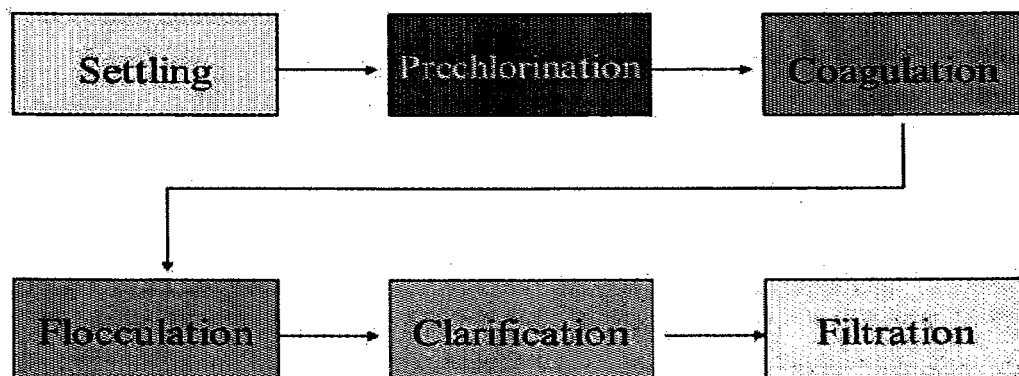 Settling
Prechlorination
Coagulation
Flocculation
Clarification
Filtration